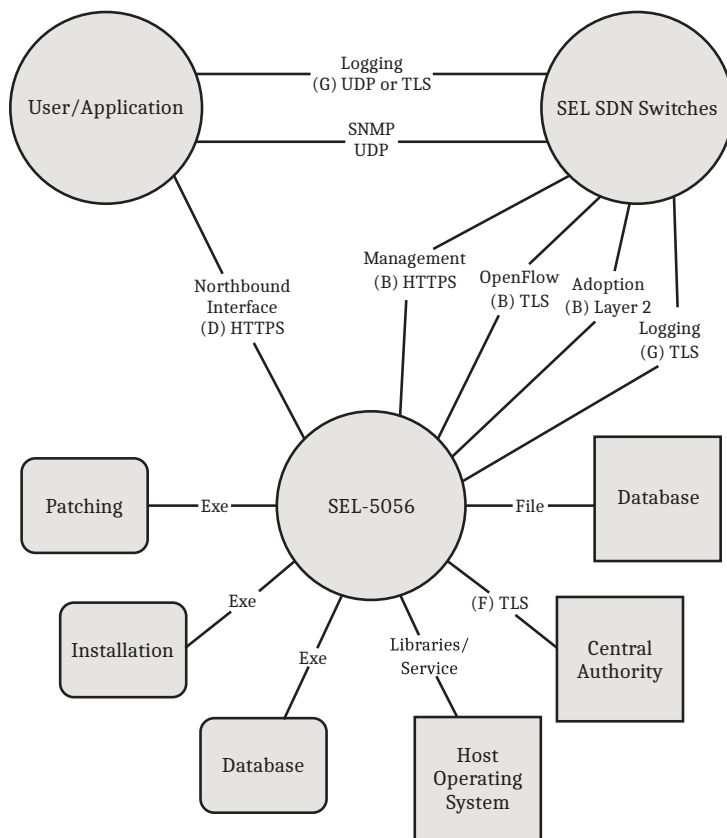 Logging
(G) UDP or TLS
User/Application
SEL SDN Switches
SNMP
UDP
Management
(B) HTTPS
OpenFlow
(B) TLS
Adoption
(B) Layer 2
Northbound
Interface
(D) HTTPS
Logging
(G) TLS
Patching
Exe
SEL-5056
File
Database
Exe
(F) TLS
Installation
Exe
Libraries/
Service
Central
Authority
Database
Host
Operating
System